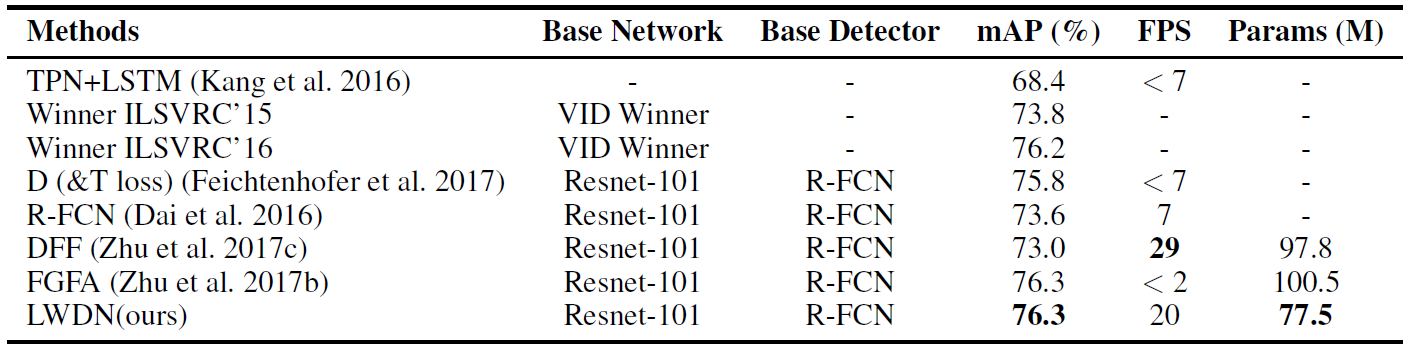 Methods Base Network Base Detector mAP (%) FPS Params (M)
TPN+LSTM (Kang et al. 2016) - - 68.4 < 7 -
Winner ILSVRC’15 VID Winner - 73.8 - -
Winner ILSVRC’16 VID Winner - 76.2 - -
D (&T loss) (Feichtenhofer et al. 2017) Resnet-101 R-FCN 75.8 < 7 -
R-FCN (Dai et al. 2016) Resnet-101 R-FCN 73.6 7 -
DFF (Zhu et al. 2017c) Resnet-101 R-FCN 73.0 29 97.8
FGFA (Zhu et al. 2017b) Resnet-101 R-FCN 76.3 < 2 100.5
LWDN(ours) Resnet-101 R-FCN 76.3 20 77.5